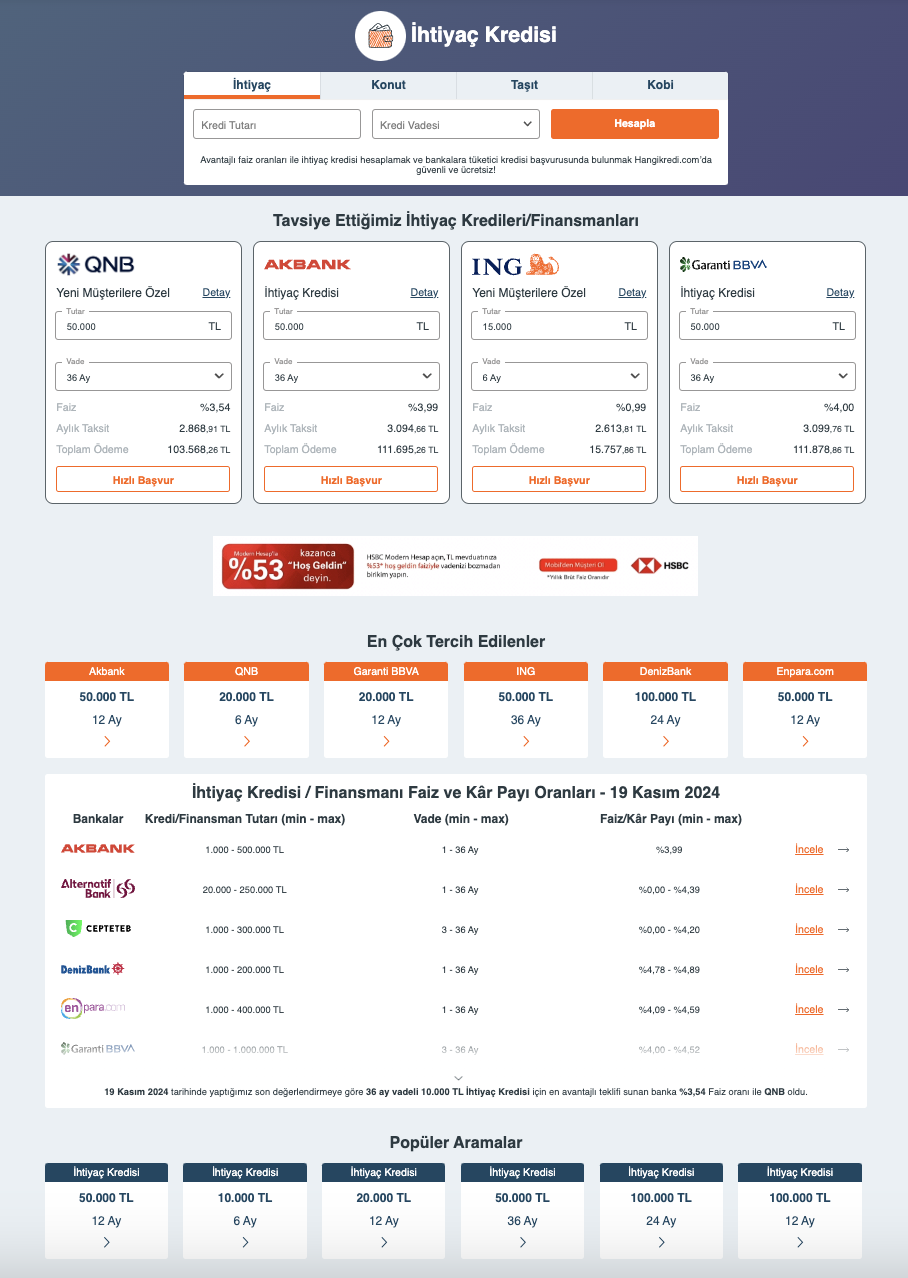 İhtiyaç Kredisi
İhtiyaç Konut Taşıt Kobi
Kredi Tutarı Kredi Vadesi Hesapla
Avantajlı faiz oranları ile ihtiyaç kredisi hesaplamak ve bankalara tüketici kredisi başvurusunda bulunmak Hangikredi.com'da
güvenli ve ücretsiz!
Tavsiye Ettiğimiz İhtiyaç Kredileri/Finansmanları
QNB
Yeni Müşterilere Özel Detay
Tutar
50.000 TL
Vade
36 Ay
Faiz %3,54
Aylık Taksit 2.868,91 TL
Toplam Ödeme 103.568,26 TL
Hızlı Başvur
AKBANK
İhtiyaç Kredisi Detay
Tutar
50.000 TL
Vade
36 Ay
Faiz %3,99
Aylık Taksit 3.094,66 TL
Toplam Ödeme 111.695,26 TL
Hızlı Başvur
ING
Yeni Müşterilere Özel Detay
Tutar
15.000 TL
Vade
6 Ay
Faiz %0,99
Aylık Taksit 2.613,81 TL
Toplam Ödeme 15.757,86 TL
Hızlı Başvur
Garanti BBVA
İhtiyaç Kredisi Detay
Tutar
50.000 TL
Vade
36 Ay
Faiz %4,00
Aylık Taksit 3.099,76 TL
Toplam Ödeme 111.878,86 TL
Hızlı Başvur
Modern Hesap'la
%53
kazanca
"Hoş Geldin"
deyin.
HSBC Modern Hesap açın, TL mevduatınıza
%53* hoş geldin faiziyle vadenizi bozmadan
birikim yapın.
Mobil'den Müşteri Ol
*Yıllık Brüt Faiz Oranıdır
HSBC
En Çok Tercih Edilenler
Akbank QNB Garanti BBVA ING DenizBank Enpara.com
50.000 TL 20.000 TL 20.000 TL 50.000 TL 100.000 TL 50.000 TL
12 Ay 6 Ay 12 Ay 36 Ay 24 Ay 12 Ay
İhtiyaç Kredisi / Finansmanı Faiz ve Kâr Payı Oranları - 19 Kasım 2024
Bankalar Kredi/Finansman Tutarı (min - max) Vade (min - max) Faiz/Kâr Payı (min - max)
AKBANK 1.000 - 500.000 TL 1 - 36 Ay %3,99 İncele
Alternatif Bank 20.000 - 250.000 TL 1 - 36 Ay %0,00 - %4,39 İncele
CEPTETEB 1.000 - 300.000 TL 3 - 36 Ay %0,00 - %4,20 İncele
DenizBank 1.000 - 200.000 TL 1 - 36 Ay %4,78 - %4,89 İncele
enpara.com 1.000 - 400.000 TL 1 - 36 Ay %4,09 - %4,59 İncele
Garanti BBVA 1.000 - 1.000.000 TL 3 - 36 Ay %4,00 - %4,52 İncele
19 Kasım 2024 tarihinde yaptığımız son değerlendirmeye göre 36 ay vadeli 10.000 TL İhtiyaç Kredisi için en avantajlı teklifi sunan banka %3,54 Faiz oranı ile QNB oldu.
Popüler Aramalar
İhtiyaç Kredisi İhtiyaç Kredisi İhtiyaç Kredisi İhtiyaç Kredisi İhtiyaç Kredisi İhtiyaç Kredisi
50.000 TL 10.000 TL 20.000 TL 50.000 TL 100.000 TL 100.000 TL
12 Ay 6 Ay 12 Ay 36 Ay 24 Ay 12 Ay